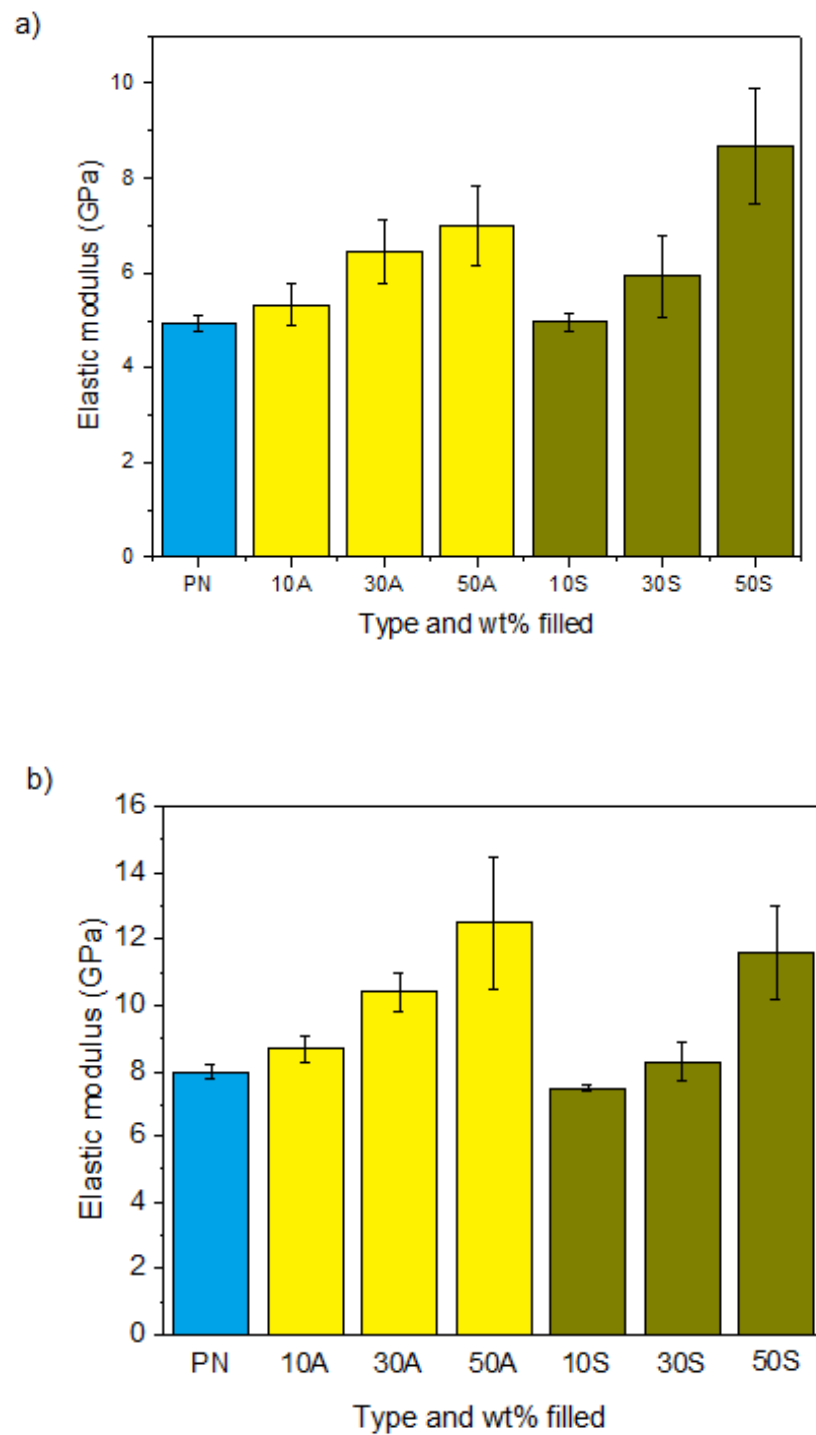 a)
Elastic modulus (GPa)
10
8
6
4
2
0
PN 10A 30A 50A 10S 30S 50S
Type and wt% filled
b)
Elastic modulus (GPa)
16
14
12
10
8
6
4
2
0
PN 10A 30A 50A 10S 30S 50S
Type and wt% filled